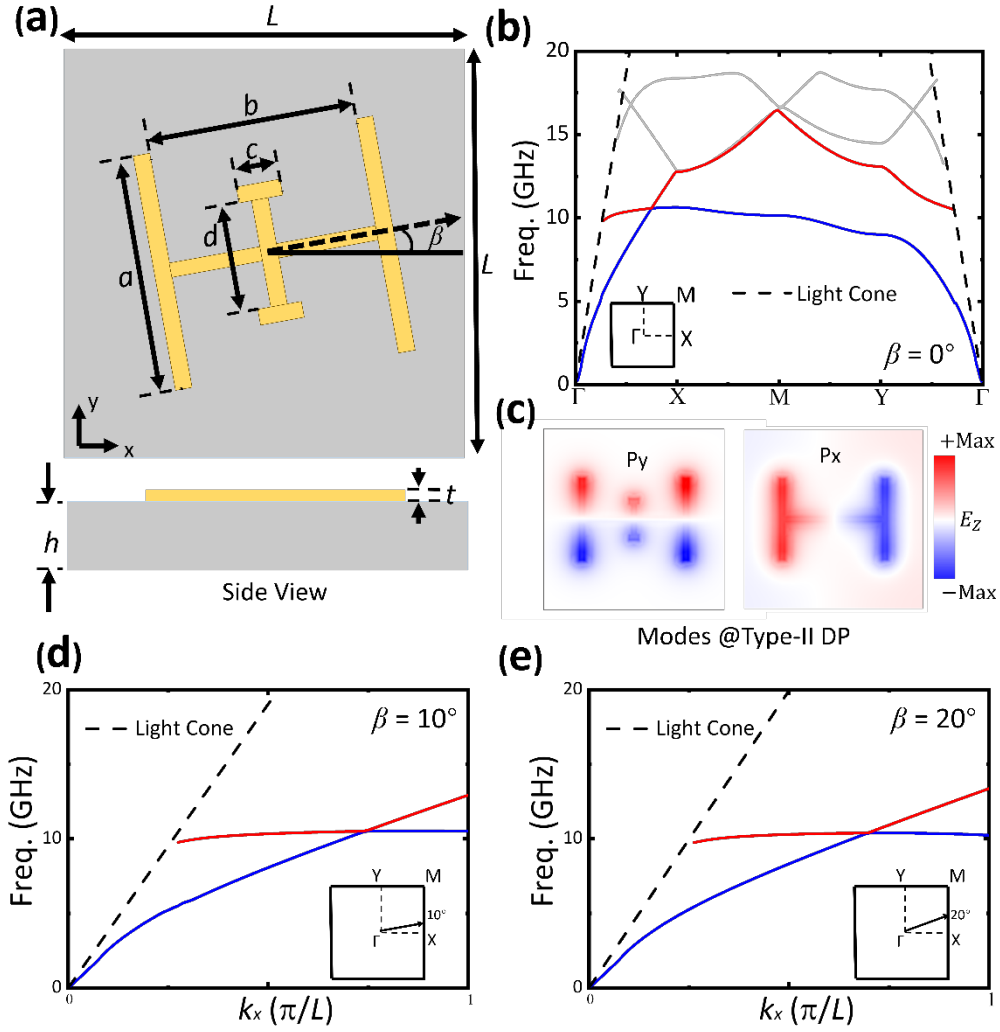 (a)
L
b
c
d
a
β
L
y
x
t
h
Side View
(b)
Freq. (GHz)
20
15
10
5
0
Γ X M Y Γ
Y M
Γ X
Light Cone
β = 0°
(c)
Py
Px
+Max
E_Z
−Max
Modes @Type-II DP
(d)
Freq. (GHz)
20
10
0
Light Cone
β = 10°
Y M
10°
Γ X
0 1
k_x (π/L)
(e)
Freq. (GHz)
20
10
0
Light Cone
β = 20°
Y M
20°
Γ X
0 1
k_x (π/L)